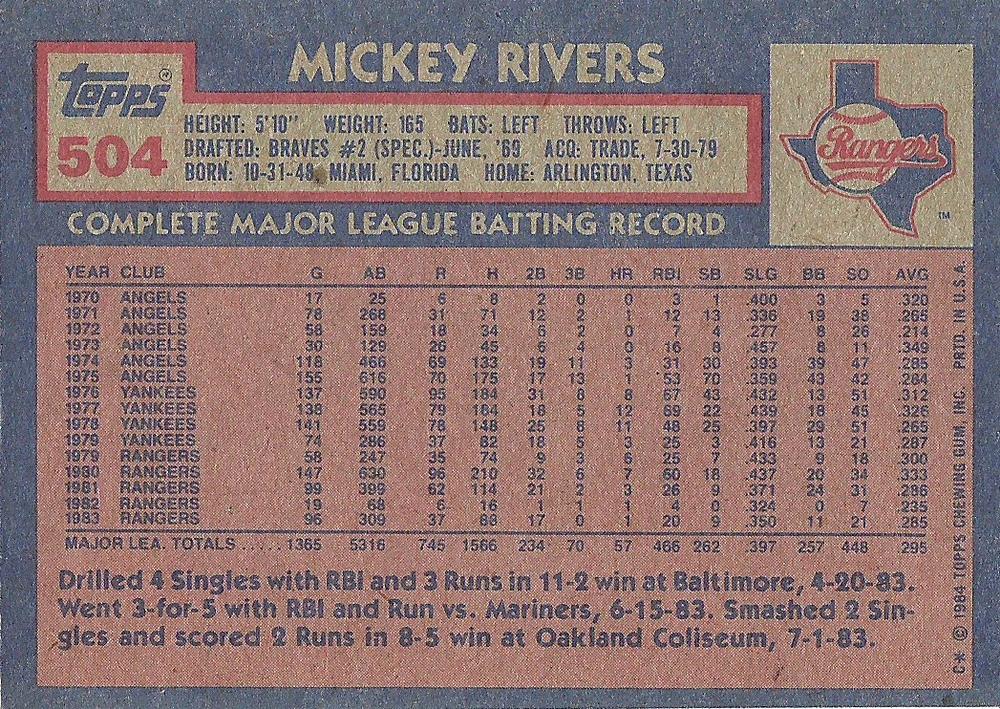 MICKEY RIVERS
Topps®
504
HEIGHT: 5'10" WEIGHT: 165 BATS: LEFT THROWS: LEFT
DRAFTED: BRAVES #2 (SPEC.)-JUNE, '69 ACQ: TRADE, 7-30-79
BORN: 10-31-48, MIAMI, FLORIDA HOME: ARLINGTON, TEXAS
Rangers
TM
COMPLETE MAJOR LEAGUE BATTING RECORD
YEAR CLUB G AB R H 2B 3B HR RBI SB SLG BB SO AVG
1970 ANGELS 17 25 6 8 2 0 0 3 1 .400 3 5 .320
1971 ANGELS 78 268 31 71 12 2 1 12 13 .336 19 38 .265
1972 ANGELS 58 159 18 34 6 2 0 7 4 .277 8 26 .214
1973 ANGELS 30 129 26 45 6 4 0 16 8 .457 8 11 .349
1974 ANGELS 118 466 69 133 19 11 3 31 30 .393 39 47 .285
1975 ANGELS 155 616 70 175 17 13 1 53 70 .359 43 42 .284
1976 YANKEES 137 590 95 184 31 8 8 67 43 .432 13 51 .312
1977 YANKEES 138 565 79 184 18 5 12 69 22 .439 18 45 .326
1978 YANKEES 141 559 78 148 25 8 11 48 25 .397 29 51 .265
1979 YANKEES 74 286 37 82 18 5 3 25 3 .416 13 21 .287
1979 RANGERS 58 247 35 74 9 3 6 25 7 .433 9 18 .300
1980 RANGERS 147 630 96 210 32 6 7 60 18 .437 20 34 .333
1981 RANGERS 99 399 62 114 21 2 3 26 9 .371 24 31 .286
1982 RANGERS 19 68 6 16 1 1 1 4 0 .324 0 7 .235
1983 RANGERS 96 309 37 88 17 0 1 20 9 .350 11 21 .285
MAJOR LEA. TOTALS ..... 1365 5316 745 1566 234 70 57 466 262 .397 257 448 .295
Drilled 4 Singles with RBI and 3 Runs in 11-2 win at Baltimore, 4-20-83.
Went 3-for-5 with RBI and Run vs. Mariners, 6-15-83. Smashed 2 Sin-
gles and scored 2 Runs in 8-5 win at Oakland Coliseum, 7-1-83.
C* © 1984 TOPPS CHEWING GUM, INC. PRTD. IN U.S.A.